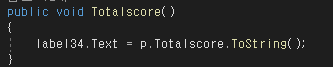 public void Totalscore()
{
label34.Text = p.Totalscore.ToString();
}